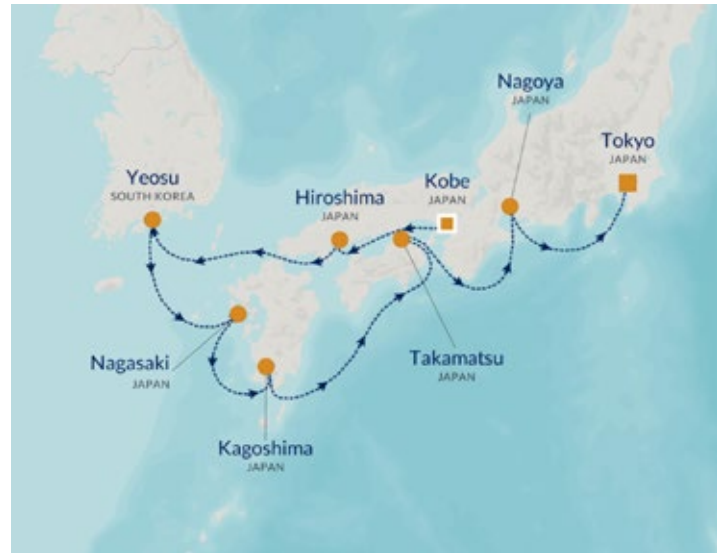 Nagoya
JAPAN
Tokyo
JAPAN
Yeosu
SOUTH KOREA
Hiroshima
JAPAN
Kobe
JAPAN
Nagasaki
JAPAN
Takamatsu
JAPAN
Kagoshima
JAPAN